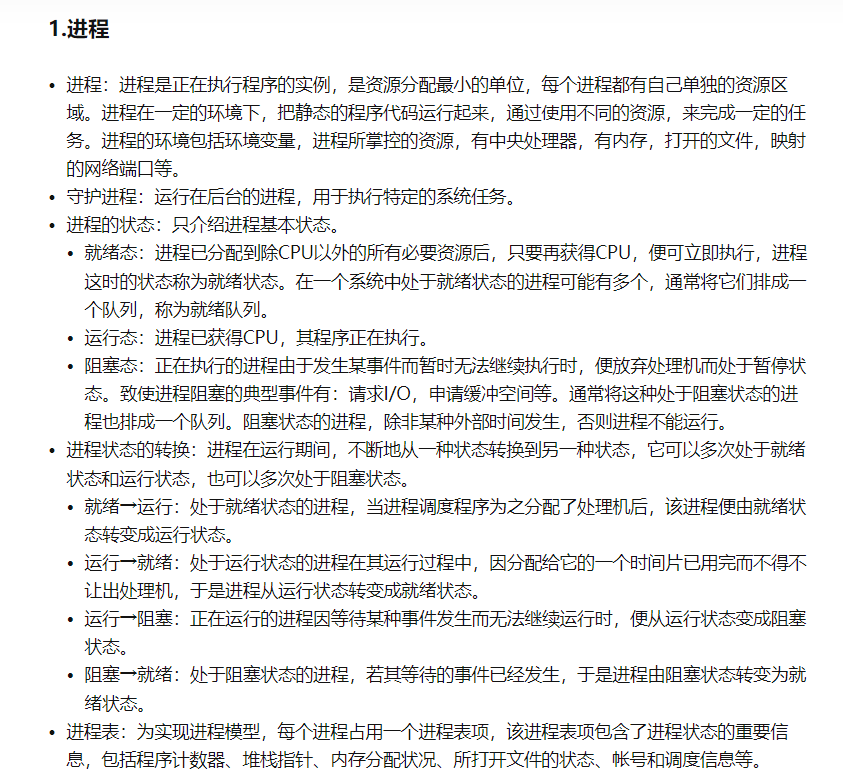 1.进程
• 进程：进程是正在执行程序的实例，是资源分配最小的单位，每个进程都有自己单独的资源区
域。进程在一定的环境下，把静态的程序代码运行起来，通过使用不同的资源，来完成一定的任
务。进程的环境包括环境变量，进程所掌控的资源，有中央处理器，有内存，打开的文件，映射
的网络端口等。
• 守护进程：运行在后台的进程，用于执行特定的系统任务。
• 进程的状态：只介绍进程基本状态。
• 就绪态：进程已分配到除CPU以外的所有必要资源后，只要再获得CPU，便可立即执行，进程
这时的状态称为就绪状态。在一个系统中处于就绪状态的进程可能有多个，通常将它们排成一
个队列，称为就绪队列。
• 运行态：进程已获得CPU，其程序正在执行。
• 阻塞态：正在执行的进程由于发生某事件而暂时无法继续执行时，便放弃处理机而处于暂停状
态。致使进程阻塞的典型事件有：请求I/O，申请缓冲空间等。通常将这种处于阻塞状态的进
程也排成一个队列。阻塞状态的进程，除非某种外部时间发生，否则进程不能运行。
• 进程状态的转换：进程在运行期间，不断地从一种状态转换到另一种状态，它可以多次处于就绪
状态和运行状态，也可以多次处于阻塞状态。
• 就绪→运行：处于就绪状态的进程，当进程调度程序为之分配了处理机后，该进程便由就绪状
态转变成运行状态。
• 运行→就绪：处于运行状态的进程在其运行过程中，因分配给它的一个时间片已用完而不得不
让出处理机，于是进程从运行状态转变成就绪状态。
• 运行→阻塞：正在运行的进程因等待某种事件发生而无法继续运行时，便从运行状态变成阻塞
状态。
• 阻塞→就绪：处于阻塞状态的进程，若其等待的事件已经发生，于是进程由阻塞状态转变为就
绪状态。
• 进程表：为实现进程模型，每个进程占用一个进程表项，该进程表项包含了进程状态的重要信
息，包括程序计数器、堆栈指针、内存分配状况、所打开文件的状态、帐号和调度信息等。